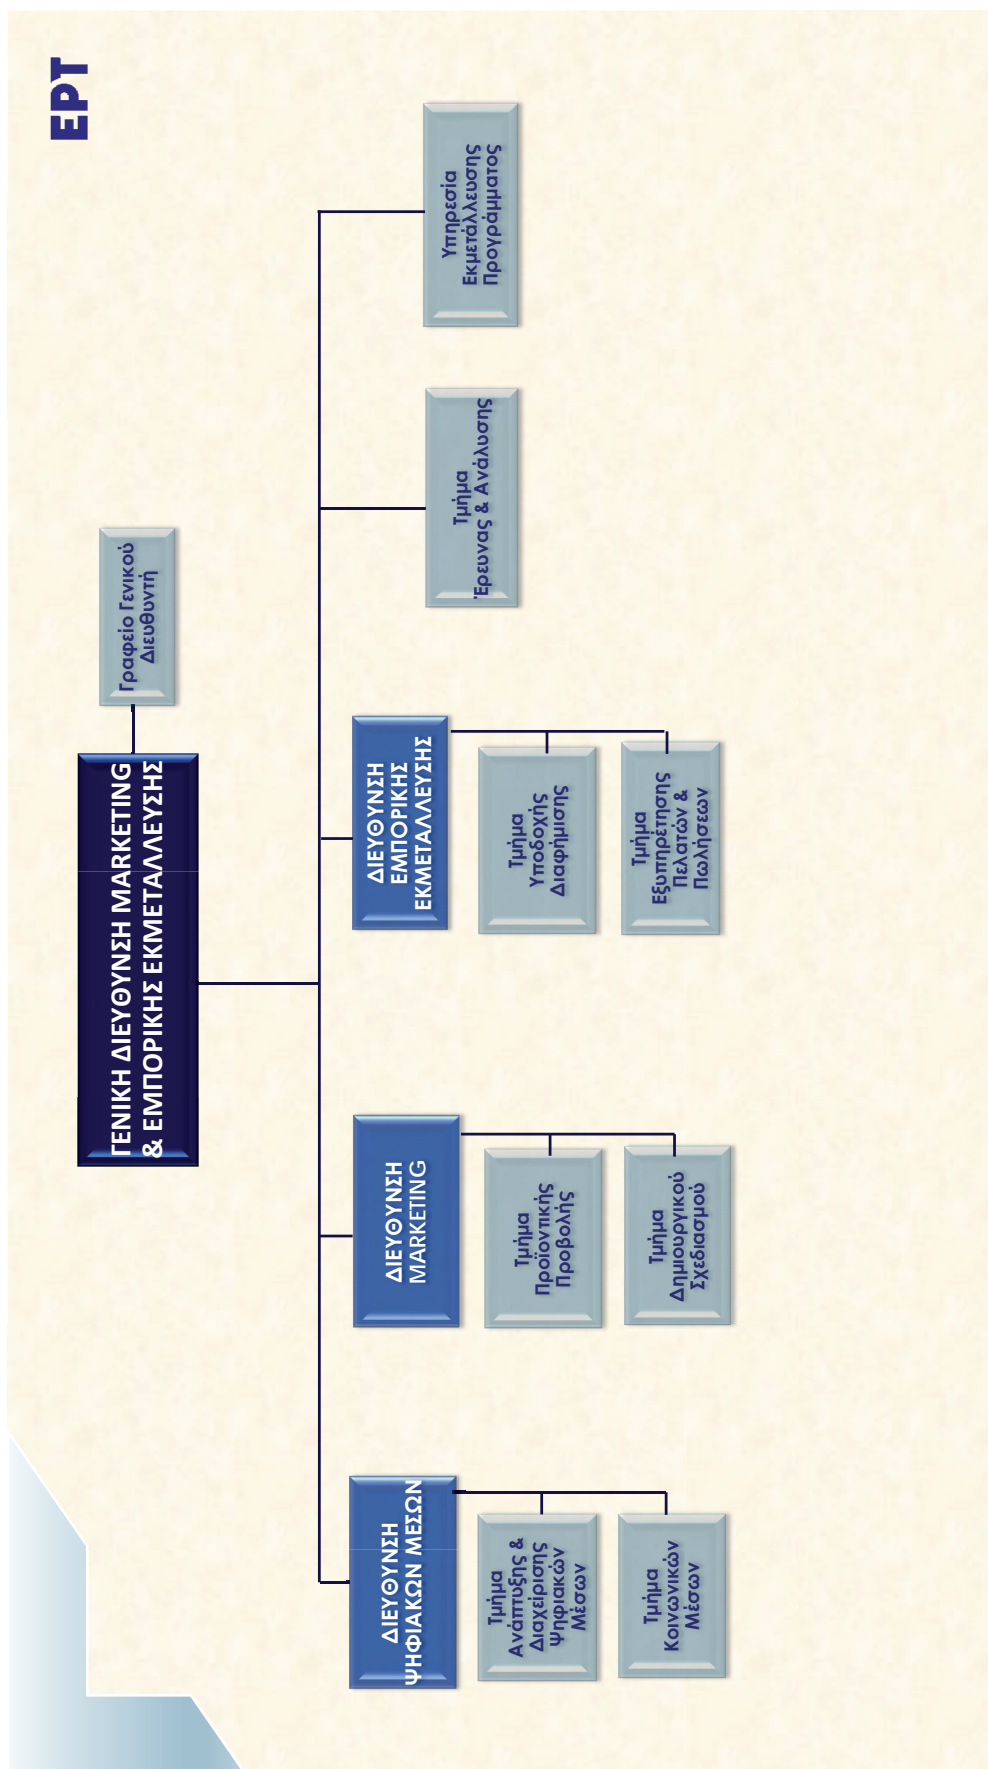 ΕΡΤ
ΓΕΝΙΚΗ ΔΙΕΥΘΥΝΣΗ MARKETING
& ΕΜΠΟΡΙΚΗΣ ΕΚΜΕΤΑΛΛΕΥΣΗΣ
Γραφείο Γενικού
Διευθυντή
ΔΙΕΥΘΥΝΣΗ
ΨΗΦΙΑΚΩΝ ΜΕΣΩΝ
Τμήμα
Ανάπτυξης &
Διαχείρισης
Ψηφιακών
Μέσων
Τμήμα
Κοινωνικών
Μέσων
ΔΙΕΥΘΥΝΣΗ
MARKETING
Τμήμα
Προϊοντικής
Προβολής
Τμήμα
Δημιουργικού
Σχεδιασμού
ΔΙΕΥΘΥΝΣΗ
ΕΜΠΟΡΙΚΗΣ
ΕΚΜΕΤΑΛΛΕΥΣΗΣ
Τμήμα
Υποδοχής
Διαφήμισης
Τμήμα
Εξυπηρέτησης
Πελατών &
Πωλήσεων
Τμήμα
Έρευνας & Ανάλυσης
Υπηρεσία
Εκμετάλλευσης
Προγράμματος